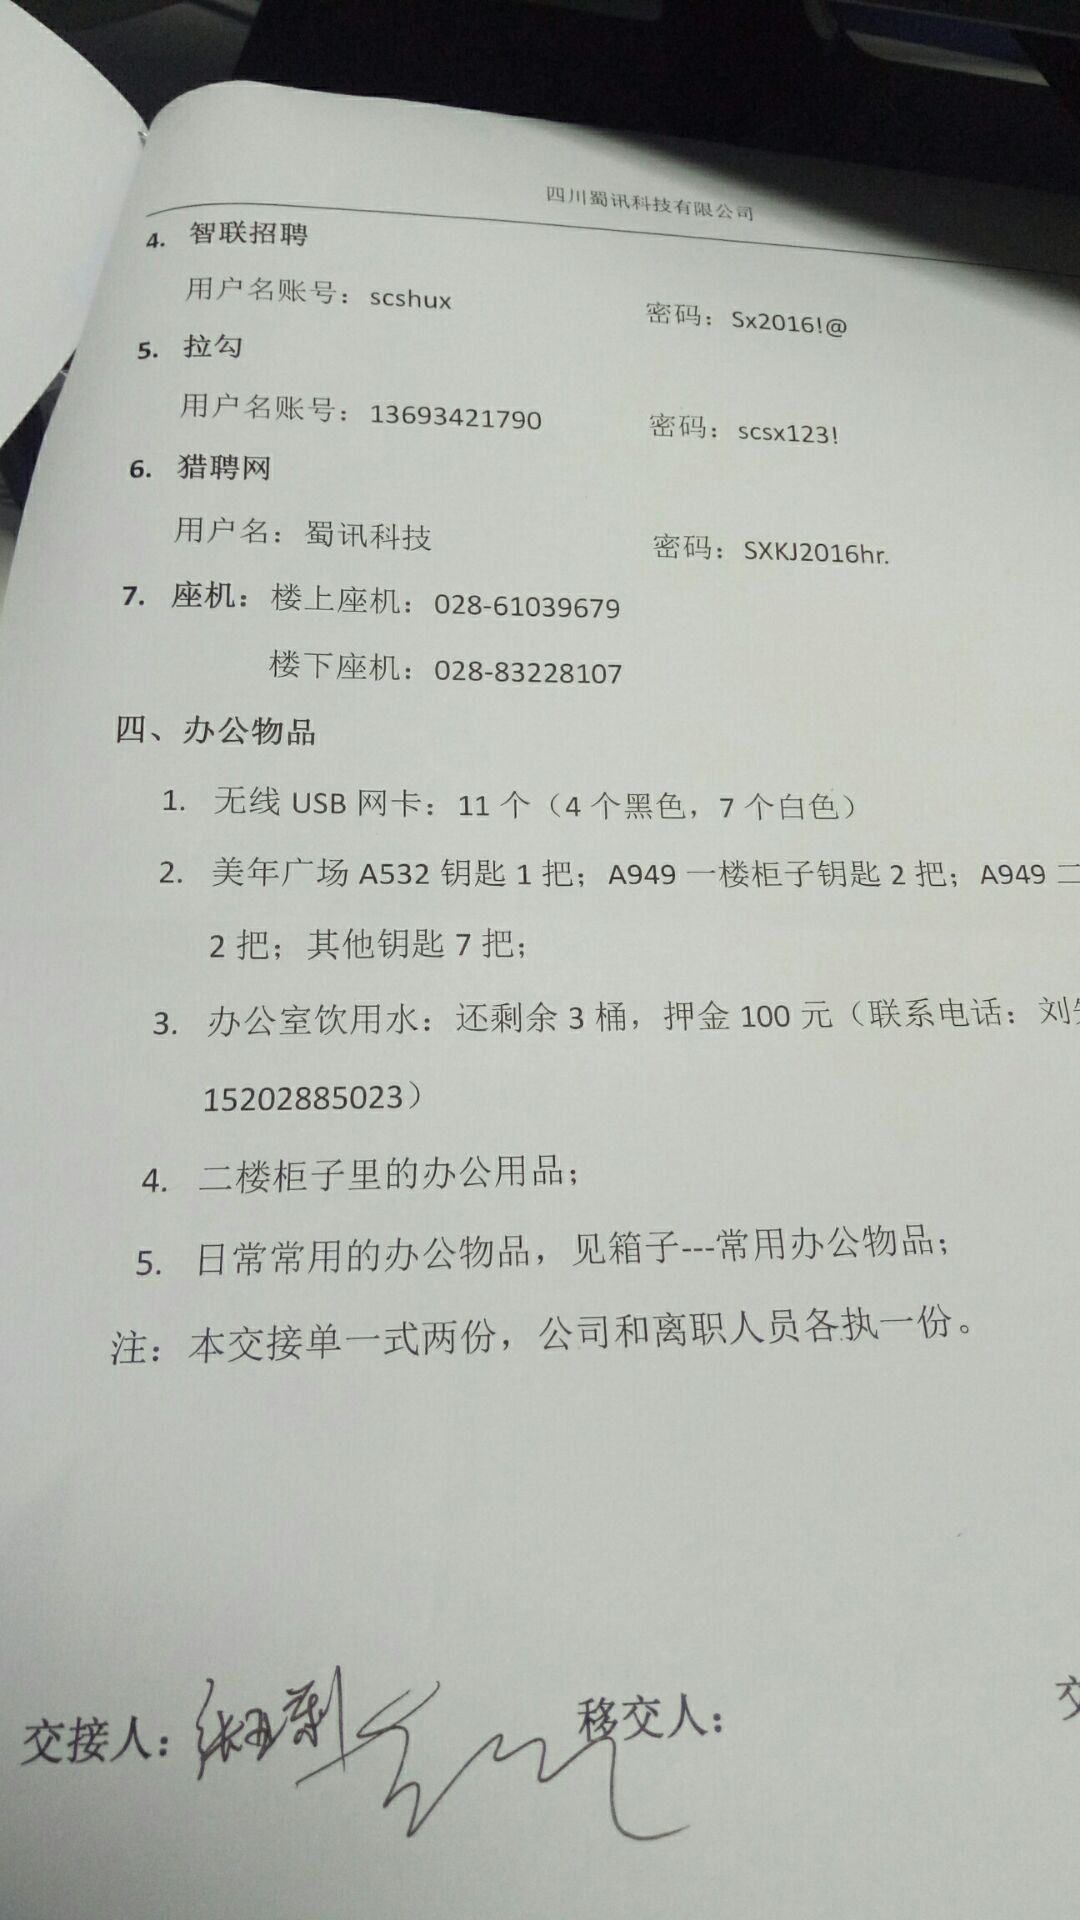 四川蜀讯科技有限公司
4. 智联招聘
用户名账号：scshux 密码：Sx2016!@
5. 拉勾
用户名账号：13693421790 密码：scsx123!
6. 猎聘网
用户名：蜀讯科技 密码：SXKJ2016hr.
7. 座机：楼上座机：028-61039679
楼下座机：028-83228107
四、办公物品
1. 无线 USB 网卡：11 个（4 个黑色，7 个白色）
2. 美年广场 A532 钥匙 1 把；A949 一楼柜子钥匙 2 把；A949 二
2 把；其他钥匙 7 把；
3. 办公室饮用水：还剩余 3 桶，押金 100 元（联系电话：刘
15202885023）
4. 二楼柜子里的办公用品；
5. 日常常用的办公物品，见箱子---常用办公物品；
注：本交接单一式两份，公司和离职人员各执一份。
交接人： 移交人：